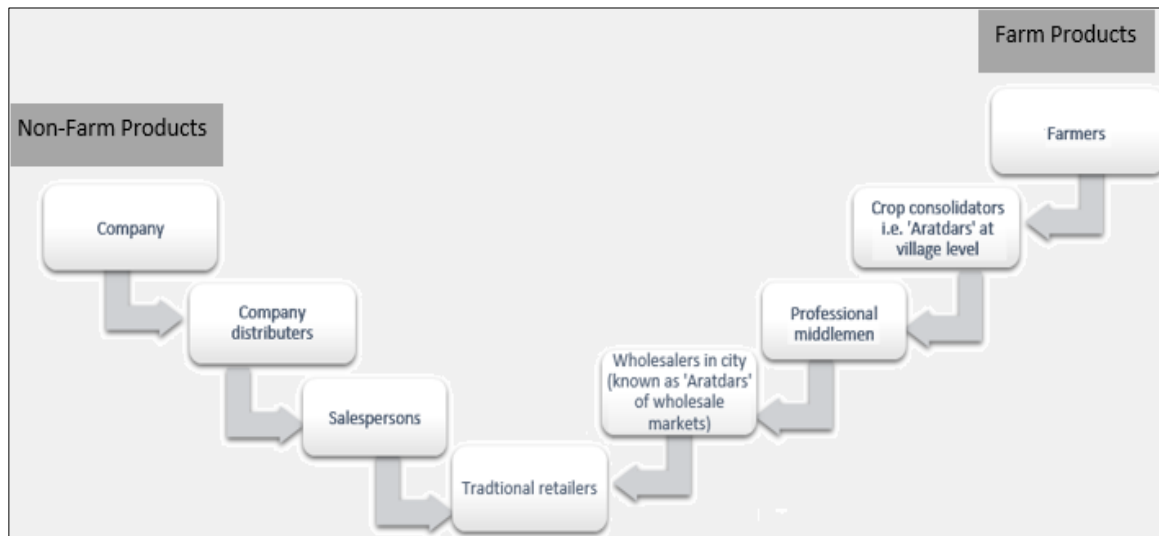 Farm Products
Non-Farm Products
Farmers
Crop consolidators
i.e. 'Aratdars' at
village level
Company
Company
distributers
Professional
middlemen
Wholesalers in city
(known as 'Aratdars'
of wholesale
markets)
Salespersons
Tradtional retailers